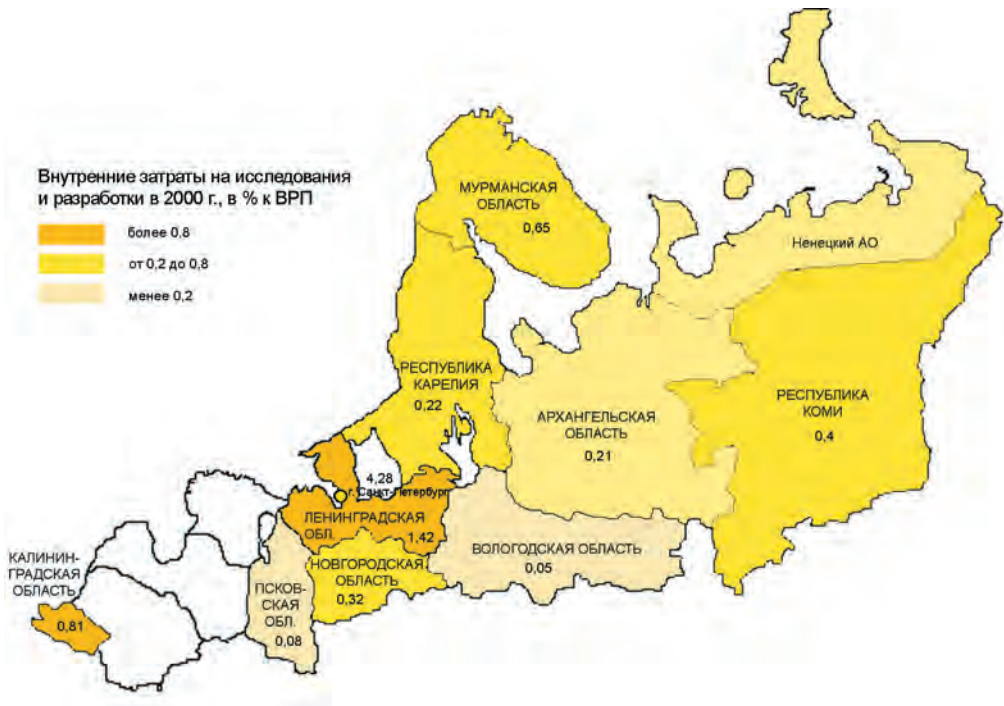 Внутренние затраты на исследования
и разработки в 2000 г., в % к ВРП
более 0,8
от 0,2 до 0,8
менее 0,2
МУРМАНСКАЯ
ОБЛАСТЬ
0,65
Ненецкий АО
РЕСПУБЛИКА
КАРЕЛИЯ
0,22
АРХАНГЕЛЬСКАЯ
ОБЛАСТЬ
0,21
РЕСПУБЛИКА
КОМИ
0,4
4,28
г. Санкт-Петербург
ЛЕНИНГРАДСКАЯ
ОБЛ.
1,42
ВОЛОГОДСКАЯ ОБЛАСТЬ
0,05
НОВГОРОДСКАЯ
ОБЛАСТЬ
0,32
ПСКОВ-
СКАЯ
ОБЛ.
0,08
КАЛИНИН-
ГРАДСКАЯ
ОБЛАСТЬ
0,81